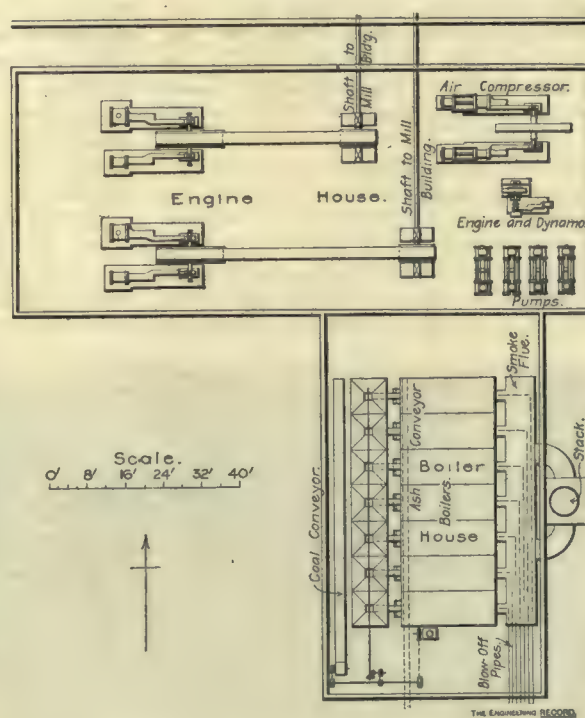 Shaft to
Mill Bldg.
Shaft to Mill
Building.
Air Compressor.
Engine House.
Engine and Dynamo
Pumps.
Smoke
Flue.
Stack.
Scale.
0' 8' 16' 24' 32' 40'
Coal Conveyor.
Ash Conveyor
Boiler
House
Boilers.
Blow-Off
Pipes.
THE ENGINEERING RECORD.